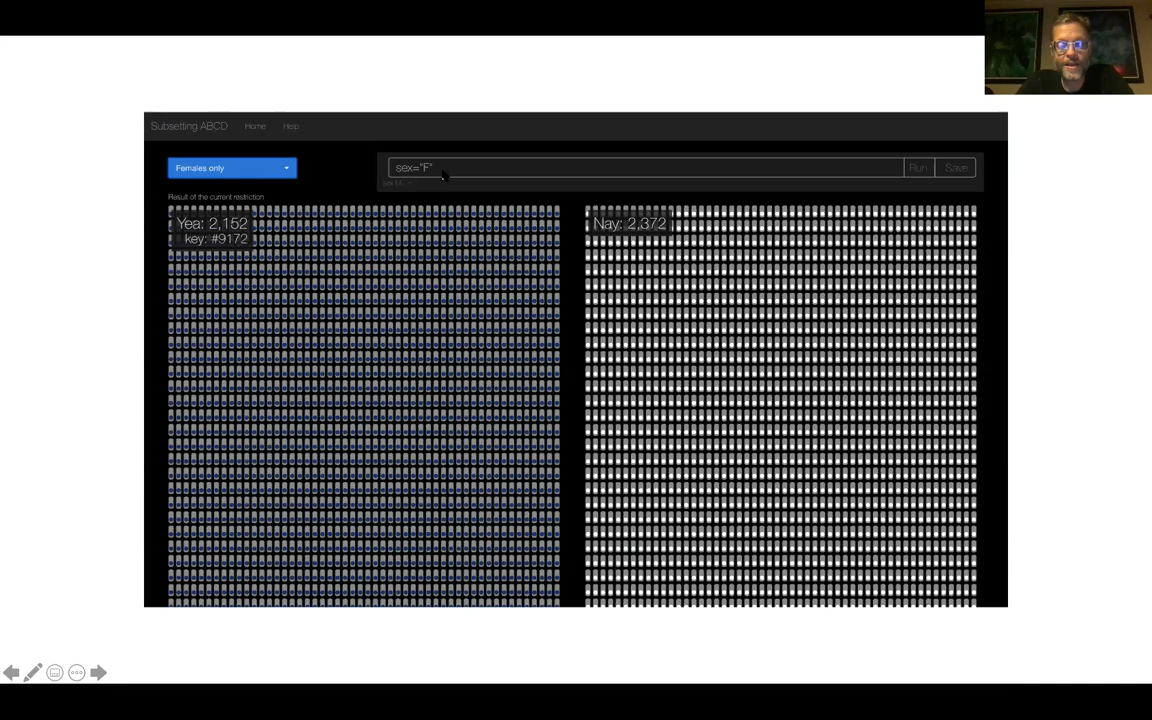 Subsetting ABCD Home Help
Females only
sex="F"
Run Save
Result of the current restriction
Yea: 2,152
key: #9172
Nay: 2,372